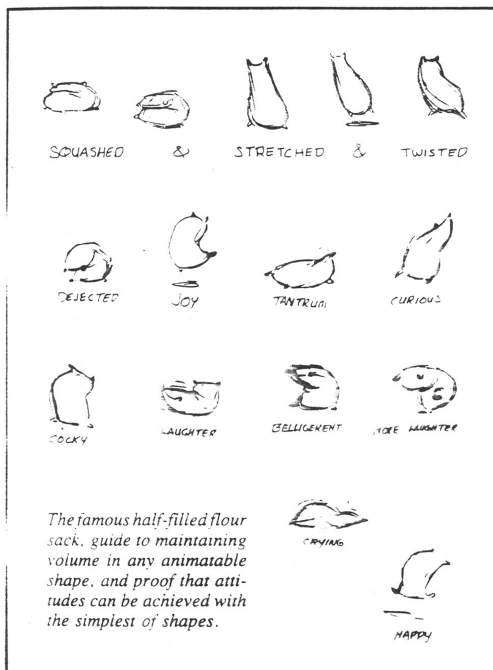 SQUASHED & STRETCHED & TWISTED
DEJECTED JOY TANTRUM CURIOUS
COCKY LAUGHTER BELLIGERENT MORE LAUGHTER
The famous half-filled flour
sack, guide to maintaining
volume in any animatable
shape, and proof that atti-
tudes can be achieved with
the simplest of shapes.
CRYING
HAPPY